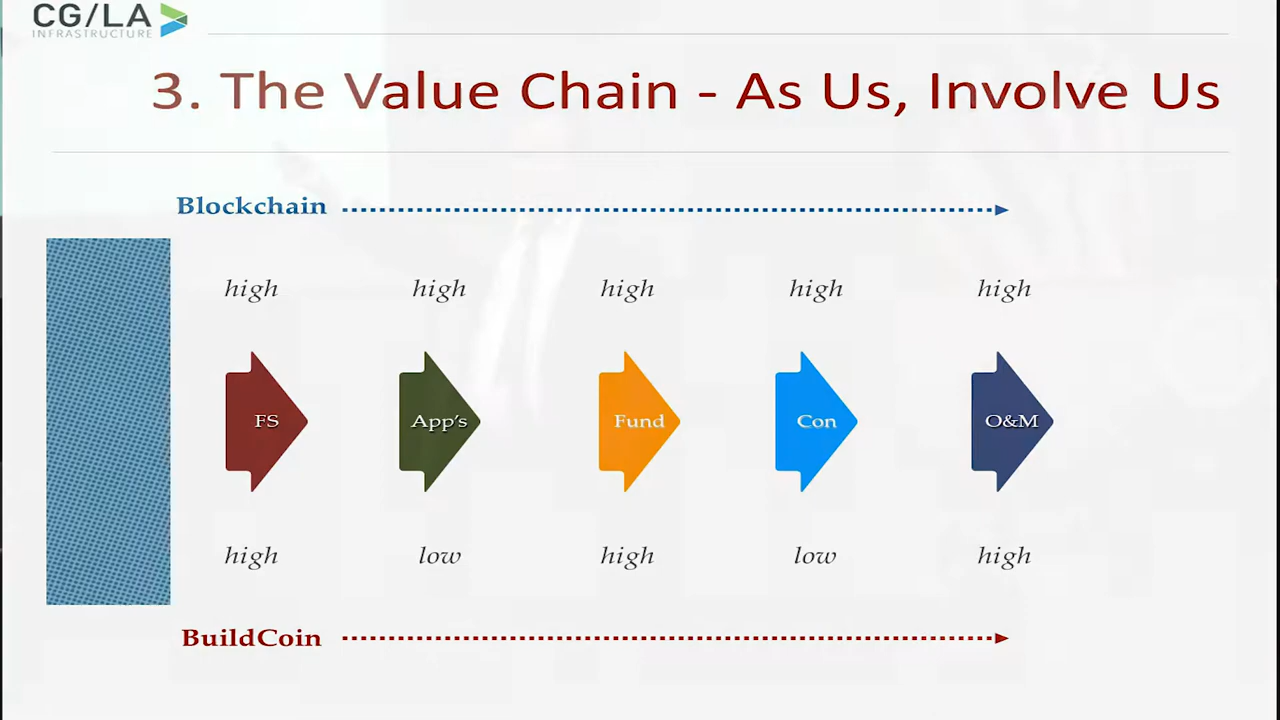 CG/LA
INFRASTRUCTURE
3. The Value Chain - As Us, Involve Us
Blockchain
high high high high high
FS App's Fund Con O&M
high low high low high
BuildCoin